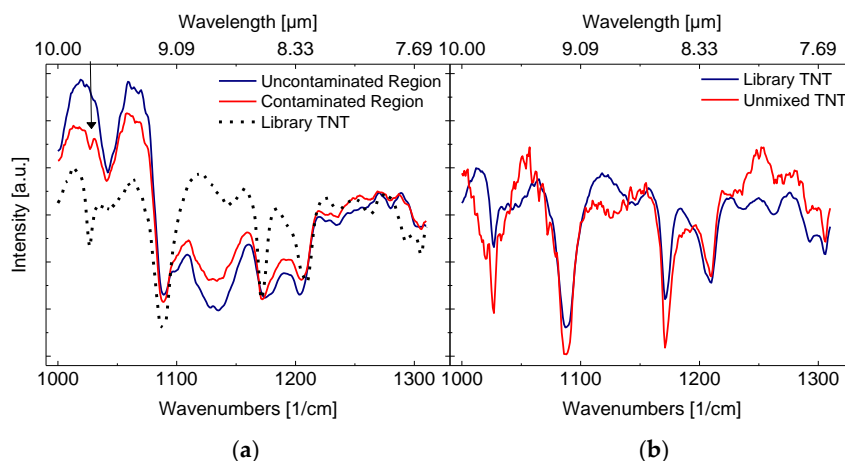 Wavelength [µm]
10.00 9.09 8.33 7.69
Uncontaminated Region
Contaminated Region
Library TNT
Intensity [a.u.]
1000 1100 1200 1300
Wavenumbers [1/cm]
(a)
Wavelength [µm]
10.00 9.09 8.33 7.69
Library TNT
Unmixed TNT
1000 1100 1200 1300
Wavenumbers [1/cm]
(b)